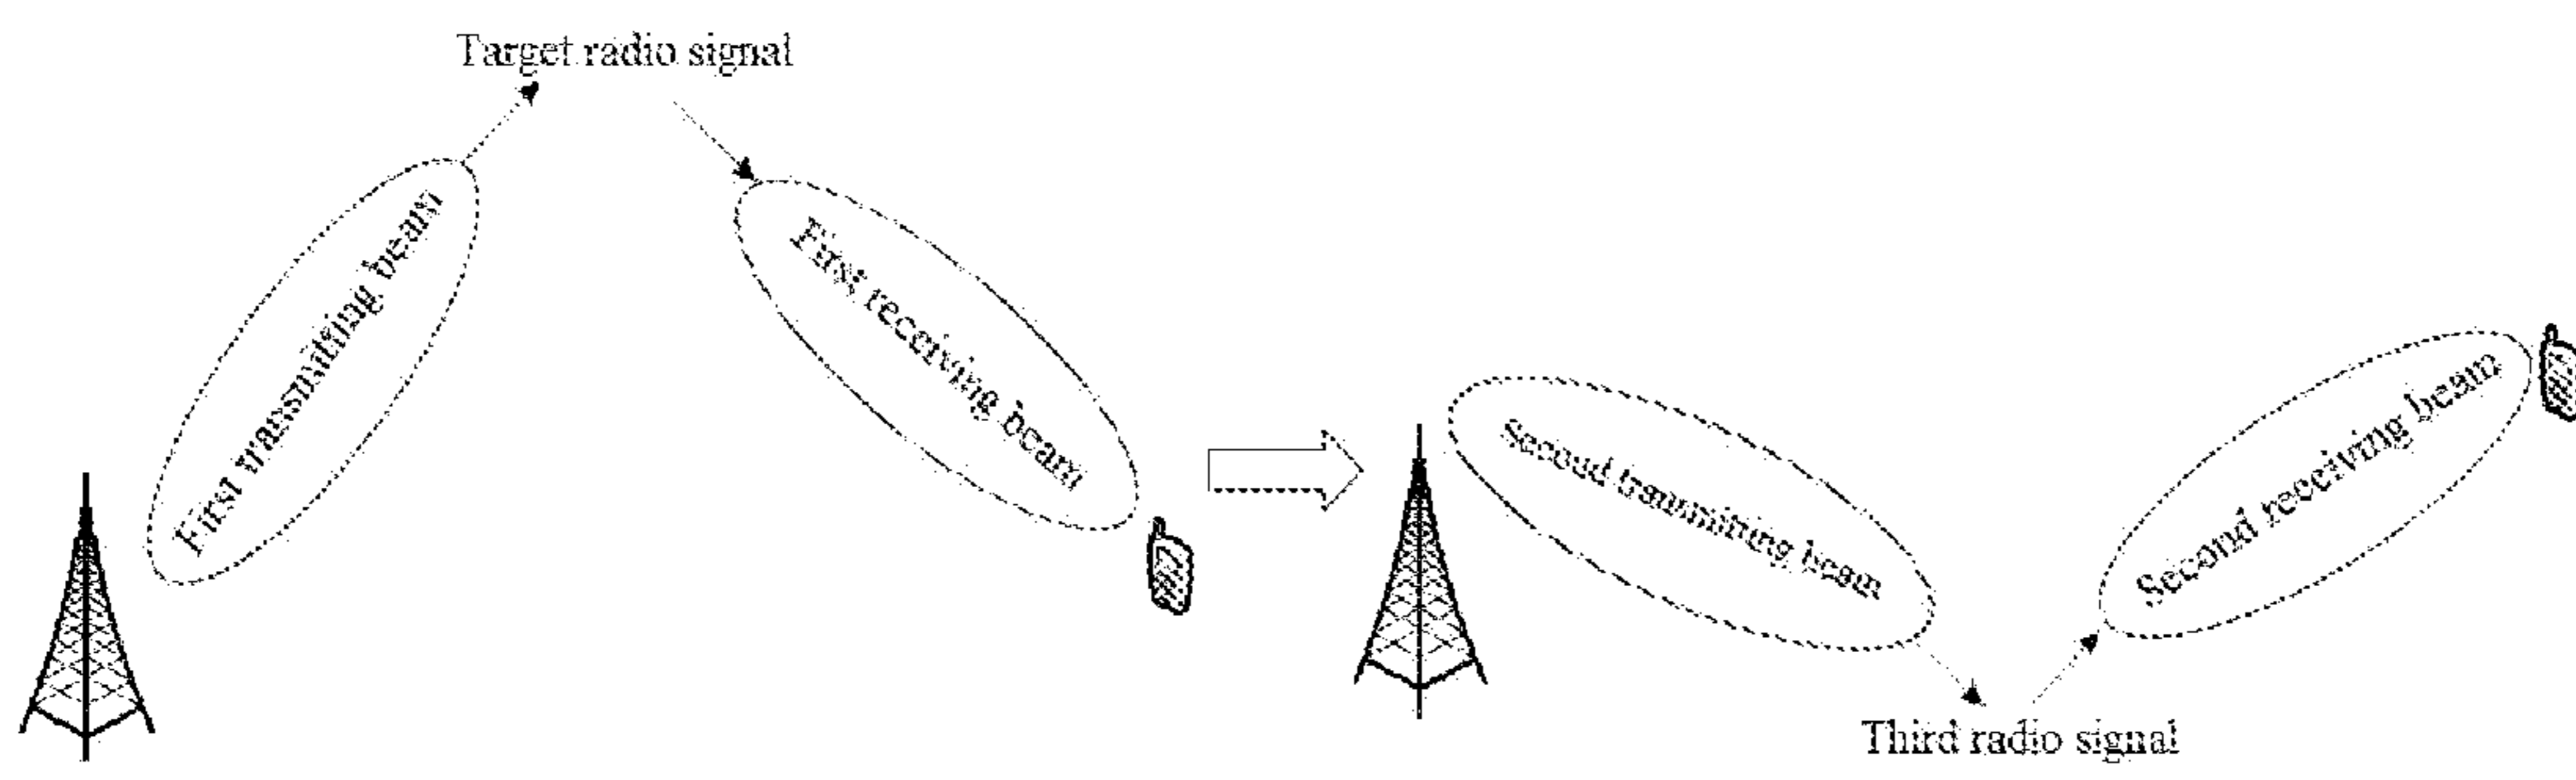 Target radio signal
First transmitting beam
First receiving beam
Second transmitting beam
Second receiving beam
Third radio signal